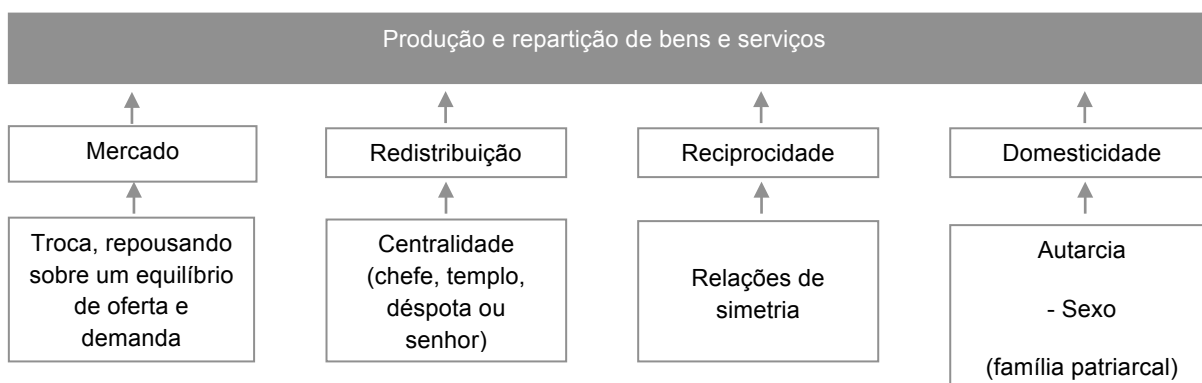 Produção e repartição de bens e serviços
Mercado
Redistribuição
Reciprocidade
Domesticidade
Troca, repousando
sobre um equilíbrio
de oferta e
demanda
Centralidade
(chefe, templo,
déspota ou
senhor)
Relações de
simetria
Autarcia
- Sexo
(família patriarcal)